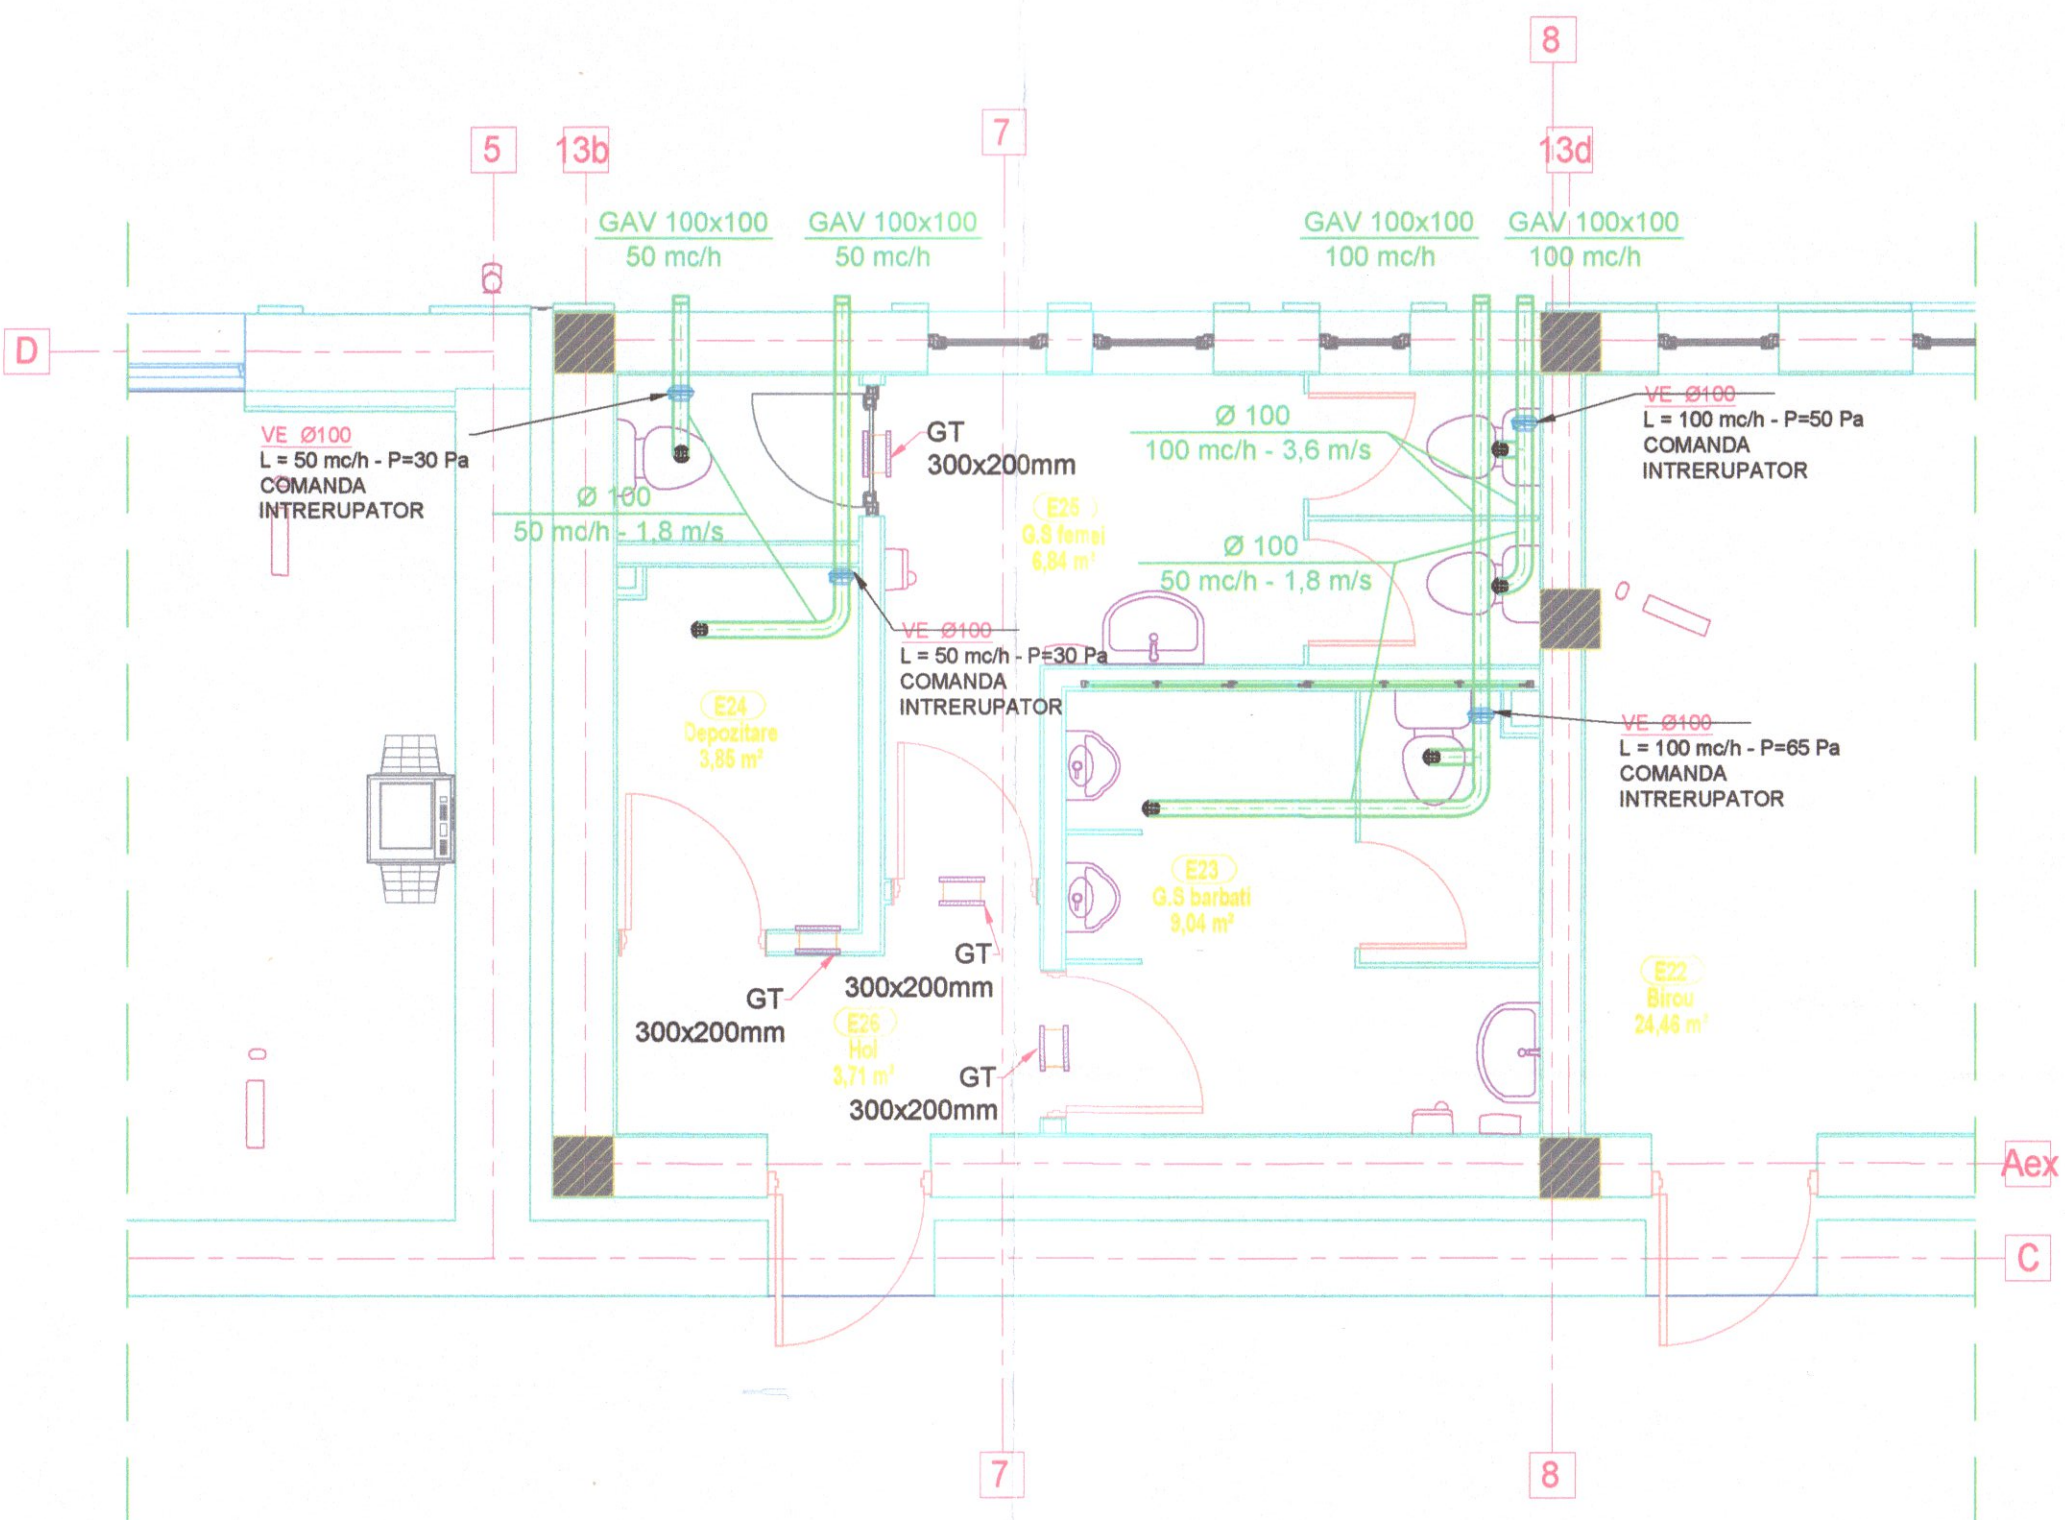 8
7
5
13b
13d
GAV 100x100
50 mc/h
GAV 100x100
50 mc/h
GAV 100x100
100 mc/h
GAV 100x100
100 mc/h
D
VE Ø100
L = 50 mc/h - P=30 Pa
COMANDA
INTRERUPATOR
Ø 100
50 mc/h - 1,8 m/s
GT
300x200mm
Ø 100
100 mc/h - 3,6 m/s
VE Ø100
L = 100 mc/h - P=50 Pa
COMANDA
INTRERUPATOR
E25
G.S femei
6,84 m²
Ø 100
50 mc/h - 1,8 m/s
VE Ø100
L = 50 mc/h - P=30 Pa
COMANDA
INTRERUPATOR
E24
Depozitare
3,85 m²
VE Ø100
L = 100 mc/h - P=65 Pa
COMANDA
INTRERUPATOR
E23
G.S barbati
9,04 m²
GT
300x200mm
GT
300x200mm
E26
Hol
3,71 m²
GT
300x200mm
E22
Birou
24,46 m²
Aex
C
7
8